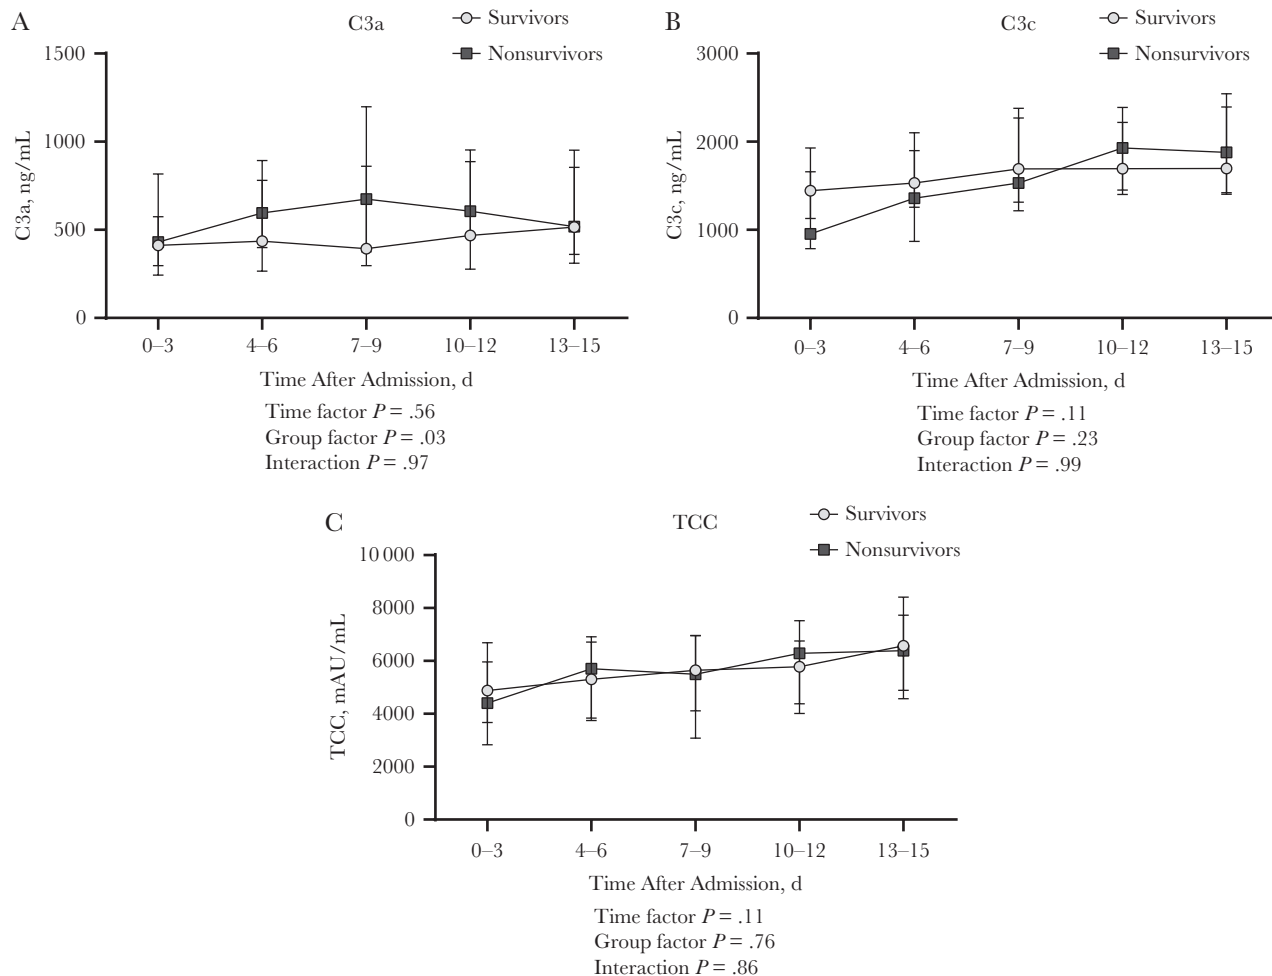 A
C3a
Survivors
Nonsurvivors
1500
1000
500
0
C3a, ng/mL
0–3
4–6
7–9
10–12
13–15
Time After Admission, d
Time factor P = .56
Group factor P = .03
Interaction P = .97
B
C3c
Survivors
Nonsurvivors
3000
2000
1000
0
C3c, ng/mL
0–3
4–6
7–9
10–12
13–15
Time After Admission, d
Time factor P = .11
Group factor P = .23
Interaction P = .99
C
TCC
Survivors
Nonsurvivors
10 000
8000
6000
4000
2000
0
TCC, mAU/mL
0–3
4–6
7–9
10–12
13–15
Time After Admission, d
Time factor P = .11
Group factor P = .76
Interaction P = .86